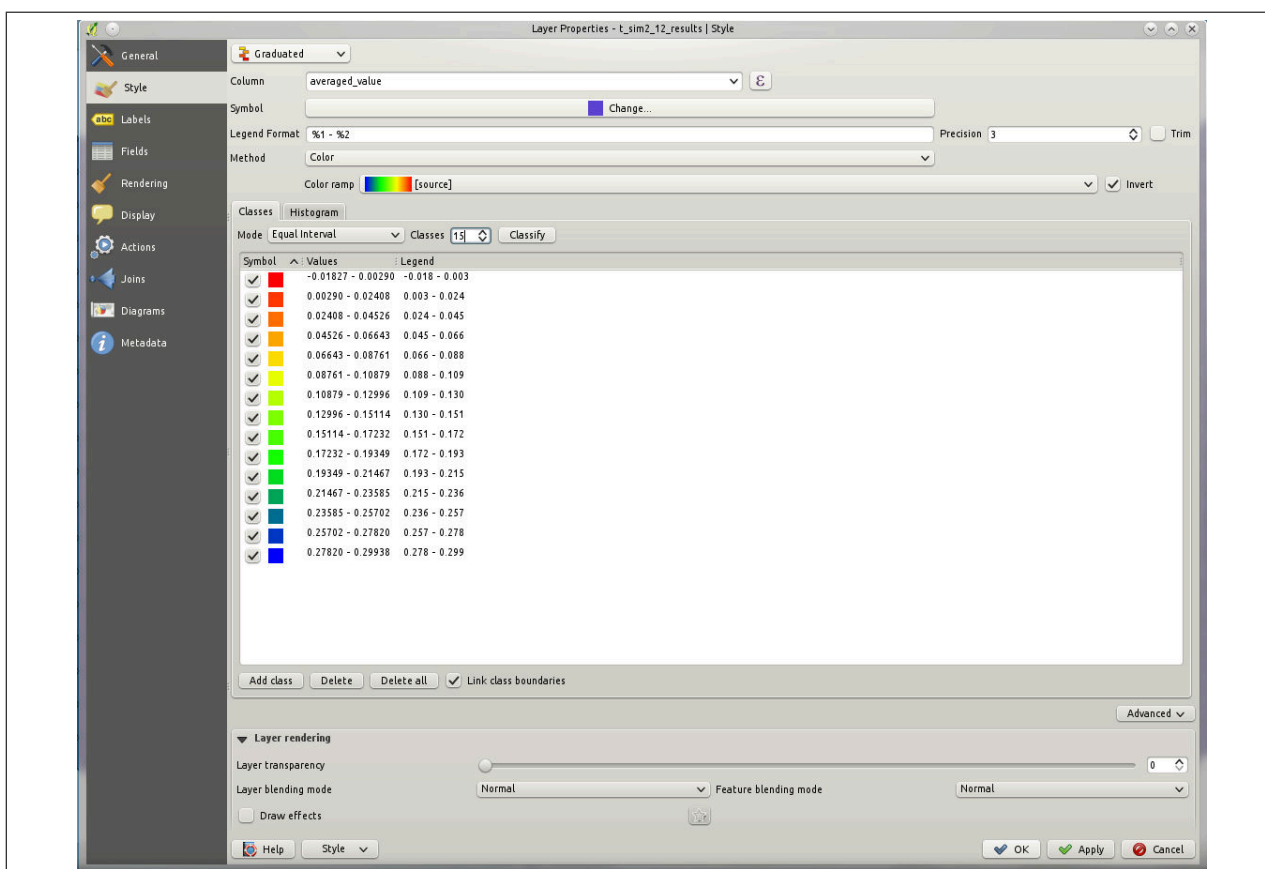 Layer Properties - t_sim2_12_results | Style
General
Style
abc Labels
Fields
Rendering
Display
Actions
Joins
Diagrams
i Metadata
Graduated
Column averaged_value ε
Symbol Change...
Legend Format %1 - %2 Precision 3 Trim
Method Color
Color ramp [source] Invert
Classes Histogram
Mode Equal Interval Classes 15 Classify
Symbol Values Legend
-0.01827 - 0.00290 -0.018 - 0.003
0.00290 - 0.02408 0.003 - 0.024
0.02408 - 0.04526 0.024 - 0.045
0.04526 - 0.06643 0.045 - 0.066
0.06643 - 0.08761 0.066 - 0.088
0.08761 - 0.10879 0.088 - 0.109
0.10879 - 0.12996 0.109 - 0.130
0.12996 - 0.15114 0.130 - 0.151
0.15114 - 0.17232 0.151 - 0.172
0.17232 - 0.19349 0.172 - 0.193
0.19349 - 0.21467 0.193 - 0.215
0.21467 - 0.23585 0.215 - 0.236
0.23585 - 0.25702 0.236 - 0.257
0.25702 - 0.27820 0.257 - 0.278
0.27820 - 0.29938 0.278 - 0.299
Add class Delete Delete all Link class boundaries
Advanced
Layer rendering
Layer transparency 0
Layer blending mode Normal Feature blending mode Normal
Draw effects
Help Style OK Apply Cancel